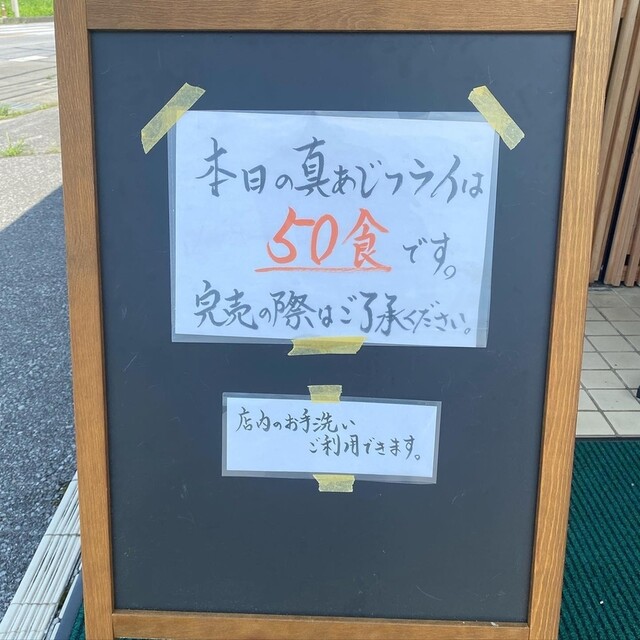 本日の真あじフライは
50食です。
完売の際はご了承ください。
店内のお手洗い
ご利用できます。